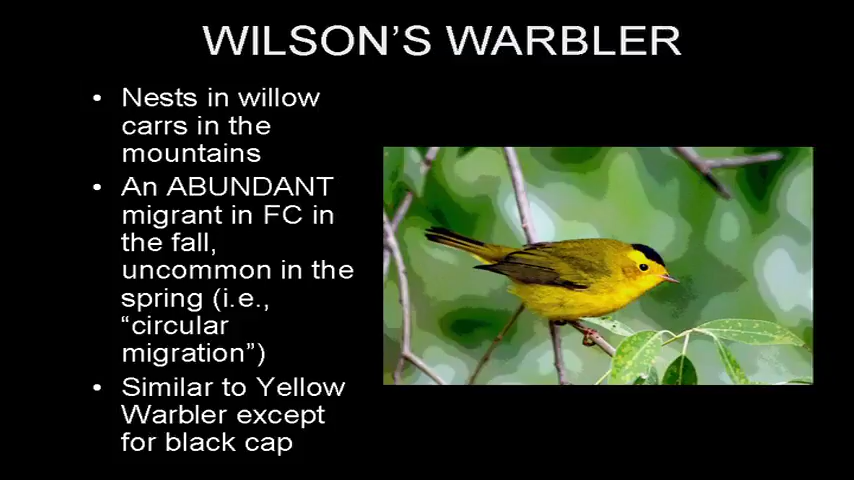 WILSON'S WARBLER
• Nests in willow
carrs in the
mountains
• An ABUNDANT
migrant in FC in
the fall,
uncommon in the
spring (i.e.,
“circular
migration”)
• Similar to Yellow
Warbler except
for black cap